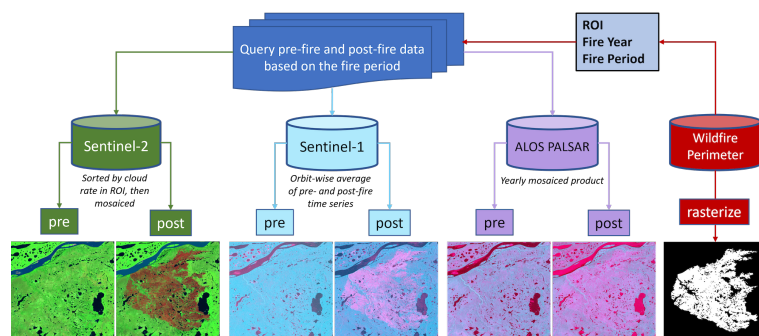 Query pre-fire and post-fire data
based on the fire period
ROI
Fire Year
Fire Period
Sentinel-2
Sentinel-1
ALOS PALSAR
Wildfire
Perimeter
Sorted by cloud
rate in ROI, then
mosaiced
Orbit-wise average
of pre- and post-fire
time series
Yearly mosaiced product
pre
post
pre
post
pre
post
rasterize